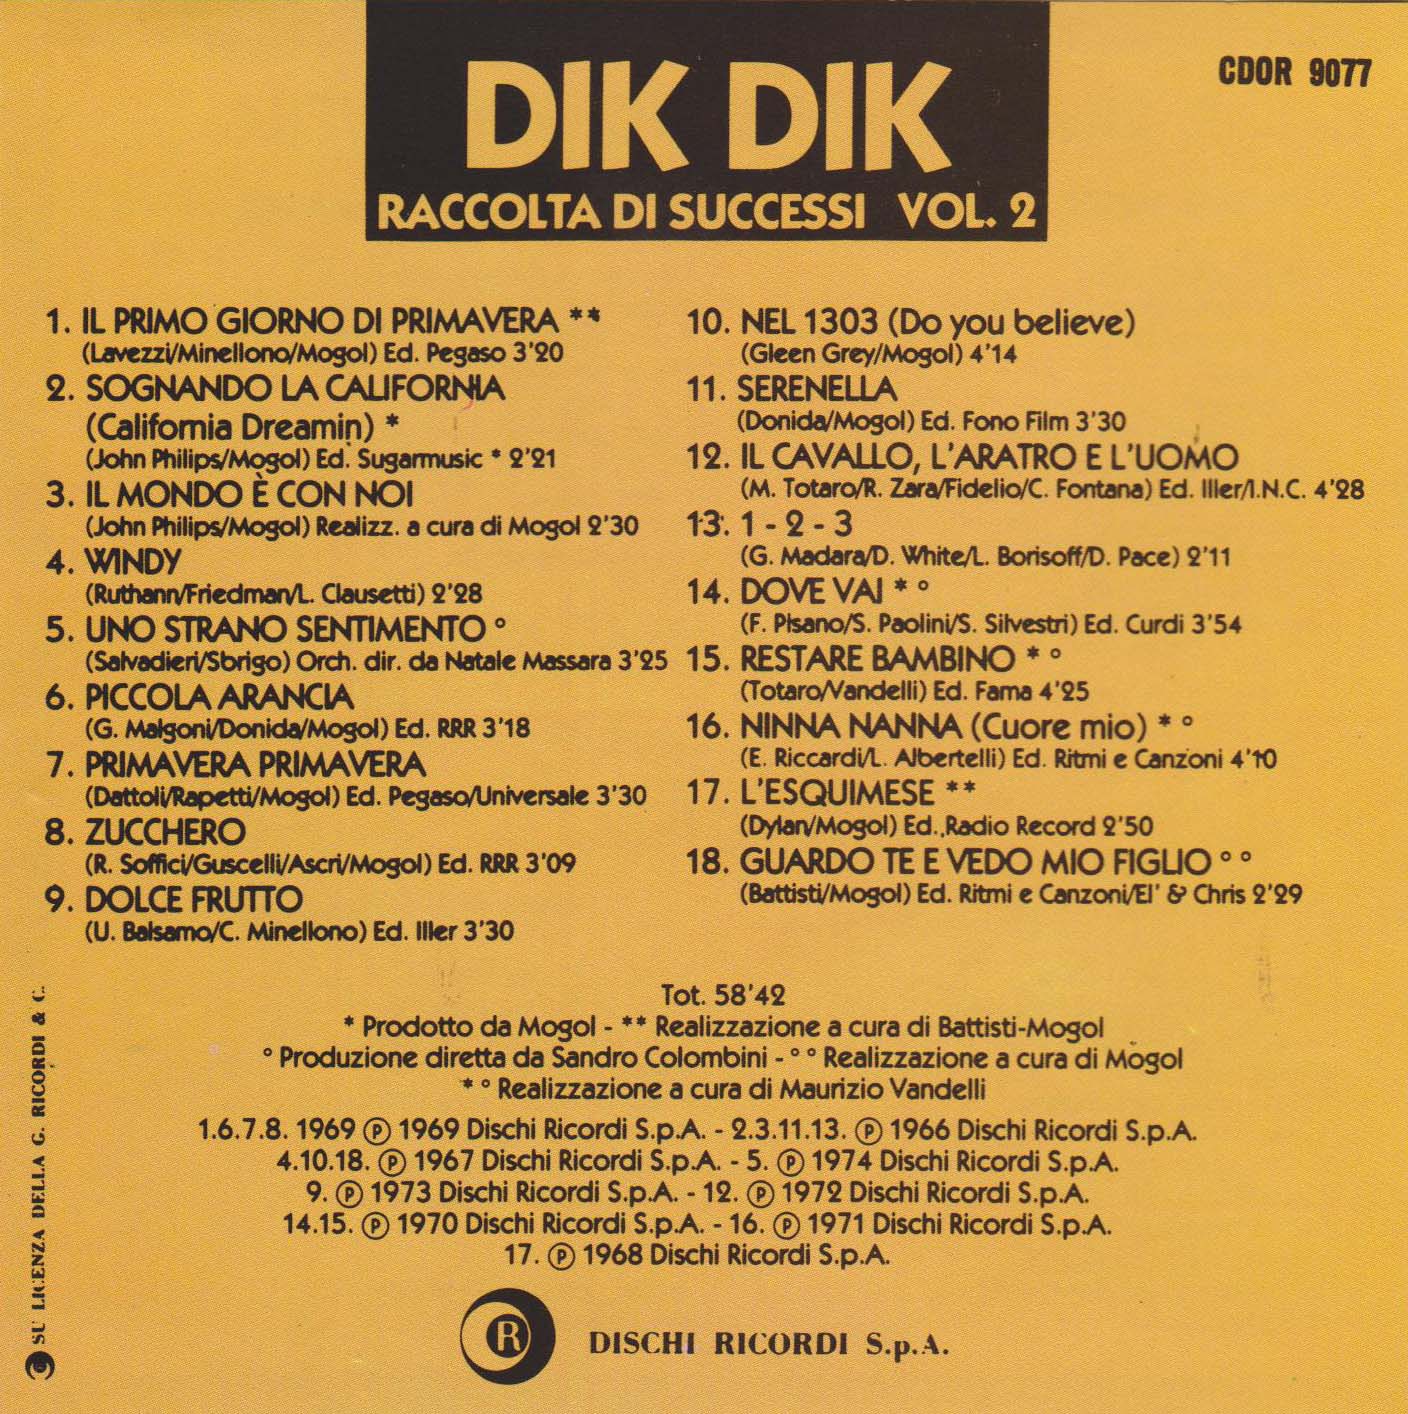 DIK DIK
RACCOLTA DI SUCCESSI VOL. 2
CDOR 9077
1. IL PRIMO GIORNO DI PRIMAVERA **
(Lavezzi/Minellono/Mogol) Ed. Pegaso 3'20
2. SOGNANDO LA CALIFORNIA
(California Dreamin) *
(John Philips/Mogol) Ed. Sugarmusic * 2'21
3. IL MONDO È CON NOI
(John Philips/Mogol) Realizz. a cura di Mogol 2'30
4. WINDY
(Ruthann/Friedman/L. Clausetti) 2'28
5. UNO STRANO SENTIMENTO °
(Salvadieri/Sbrigo) Orch. dir. da Natale Massara 3'25
6. PICCOLA ARANCIA
(G. Malgoni/Donida/Mogol) Ed. RRR 3'18
7. PRIMAVERA PRIMAVERA
(Dattoli/Rapetti/Mogol) Ed. Pegaso/Universale 3'30
8. ZUCCHERO
(R. Soffici/Guscelli/Ascri/Mogol) Ed. RRR 3'09
9. DOLCE FRUTTO
(U. Balsamo/C. Minellono) Ed. Iller 3'30
10. NEL 1303 (Do you believe)
(Gleen Grey/Mogol) 4'14
11. SERENELLA
(Donida/Mogol) Ed. Fono Film 3'30
12. IL CAVALLO, L'ARATRO E L'UOMO
(M. Totaro/R. Zara/Fidelio/C. Fontana) Ed. Iller/I.N.C. 4'28
13. 1 - 2 - 3
(G. Madara/D. White/L. Borisoff/D. Pace) 2'11
14. DOVE VAI * °
(F. Pisano/S. Paolini/S. Silvestri) Ed. Curdi 3'54
15. RESTARE BAMBINO * °
(Totaro/Vandelli) Ed. Fama 4'25
16. NINNA NANNA (Cuore mio) * °
(E. Riccardi/L. Albertelli) Ed. Ritmi e Canzoni 4'10
17. L'ESQUIMESE **
(Dylan/Mogol) Ed. Radio Record 2'50
18. GUARDO TE E VEDO MIO FIGLIO ° °
(Battisti/Mogol) Ed. Ritmi e Canzoni/El' & Chris 2'29
Tot. 58'42
* Prodotto da Mogol - ** Realizzazione a cura di Battisti-Mogol
° Produzione diretta da Sandro Colombini - ° ° Realizzazione a cura di Mogol
* ° Realizzazione a cura di Maurizio Vandelli
1.6.7.8. 1969 ℗ 1969 Dischi Ricordi S.p.A. - 2.3.11.13. ℗ 1966 Dischi Ricordi S.p.A.
4.10.18. ℗ 1967 Dischi Ricordi S.p.A. - 5. ℗ 1974 Dischi Ricordi S.p.A.
9. ℗ 1973 Dischi Ricordi S.p.A. - 12. ℗ 1972 Dischi Ricordi S.p.A.
14.15. ℗ 1970 Dischi Ricordi S.p.A. - 16. ℗ 1971 Dischi Ricordi S.p.A.
17. ℗ 1968 Dischi Ricordi S.p.A.
R DISCHI RICORDI S.p.A.
SU LICENZA DELLA G. RICORDI & C.